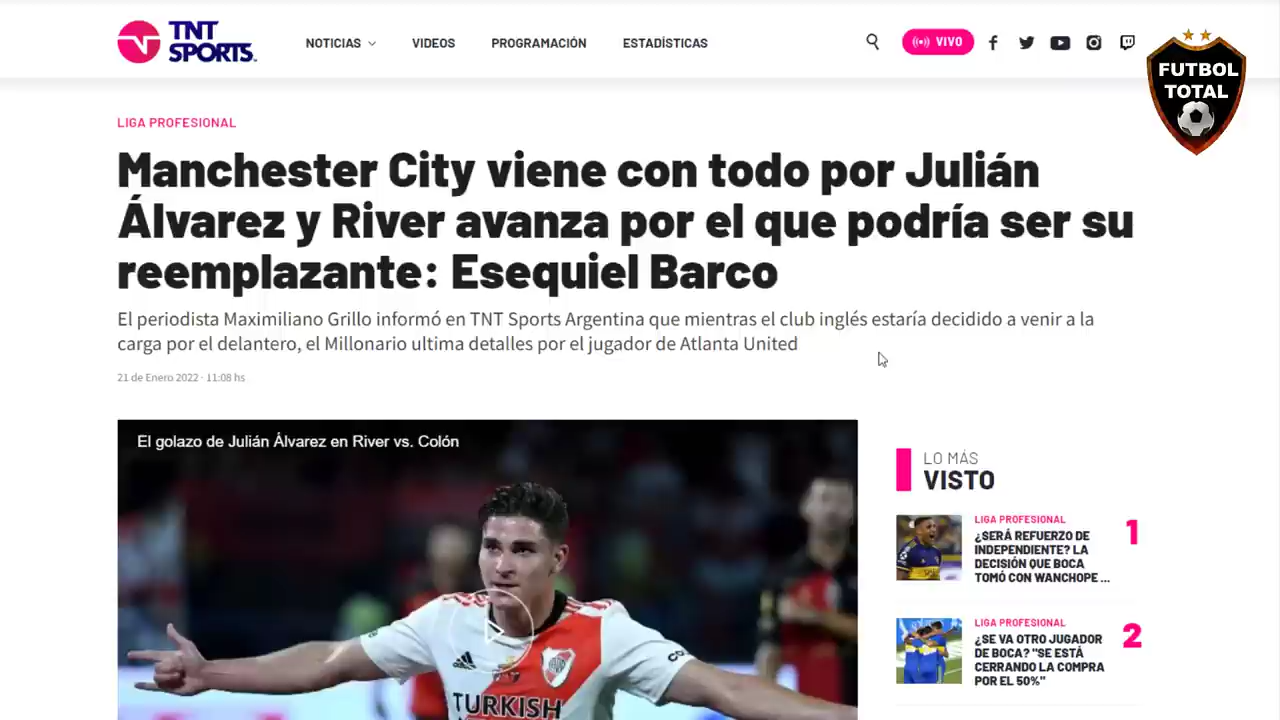 TNT
SPORTS
NOTICIAS
VIDEOS
PROGRAMACIÓN
ESTADÍSTICAS
VIVO
FUTBOL
TOTAL
LIGA PROFESIONAL
Manchester City viene con todo por Julián
Álvarez y River avanza por el que podría ser su
reemplazante: Esequiel Barco
El periodista Maximiliano Grillo informó en TNT Sports Argentina que mientras el club inglés estaría decidido a venir a la
carga por el delantero, el Millonario ultima detalles por el jugador de Atlanta United
21 de Enero 2022 · 11:08 hs
El golazo de Julián Álvarez en River vs. Colón
TURKISH
LO MÁS
VISTO
LIGA PROFESIONAL
1
¿SERÁ REFUERZO DE
INDEPENDIENTE? LA
DECISIÓN QUE BOCA
TOMÓ CON WANCHOPE ...
LIGA PROFESIONAL
2
¿SE VA OTRO JUGADOR
DE BOCA? "SE ESTÁ
CERRANDO LA COMPRA
POR EL 50%"